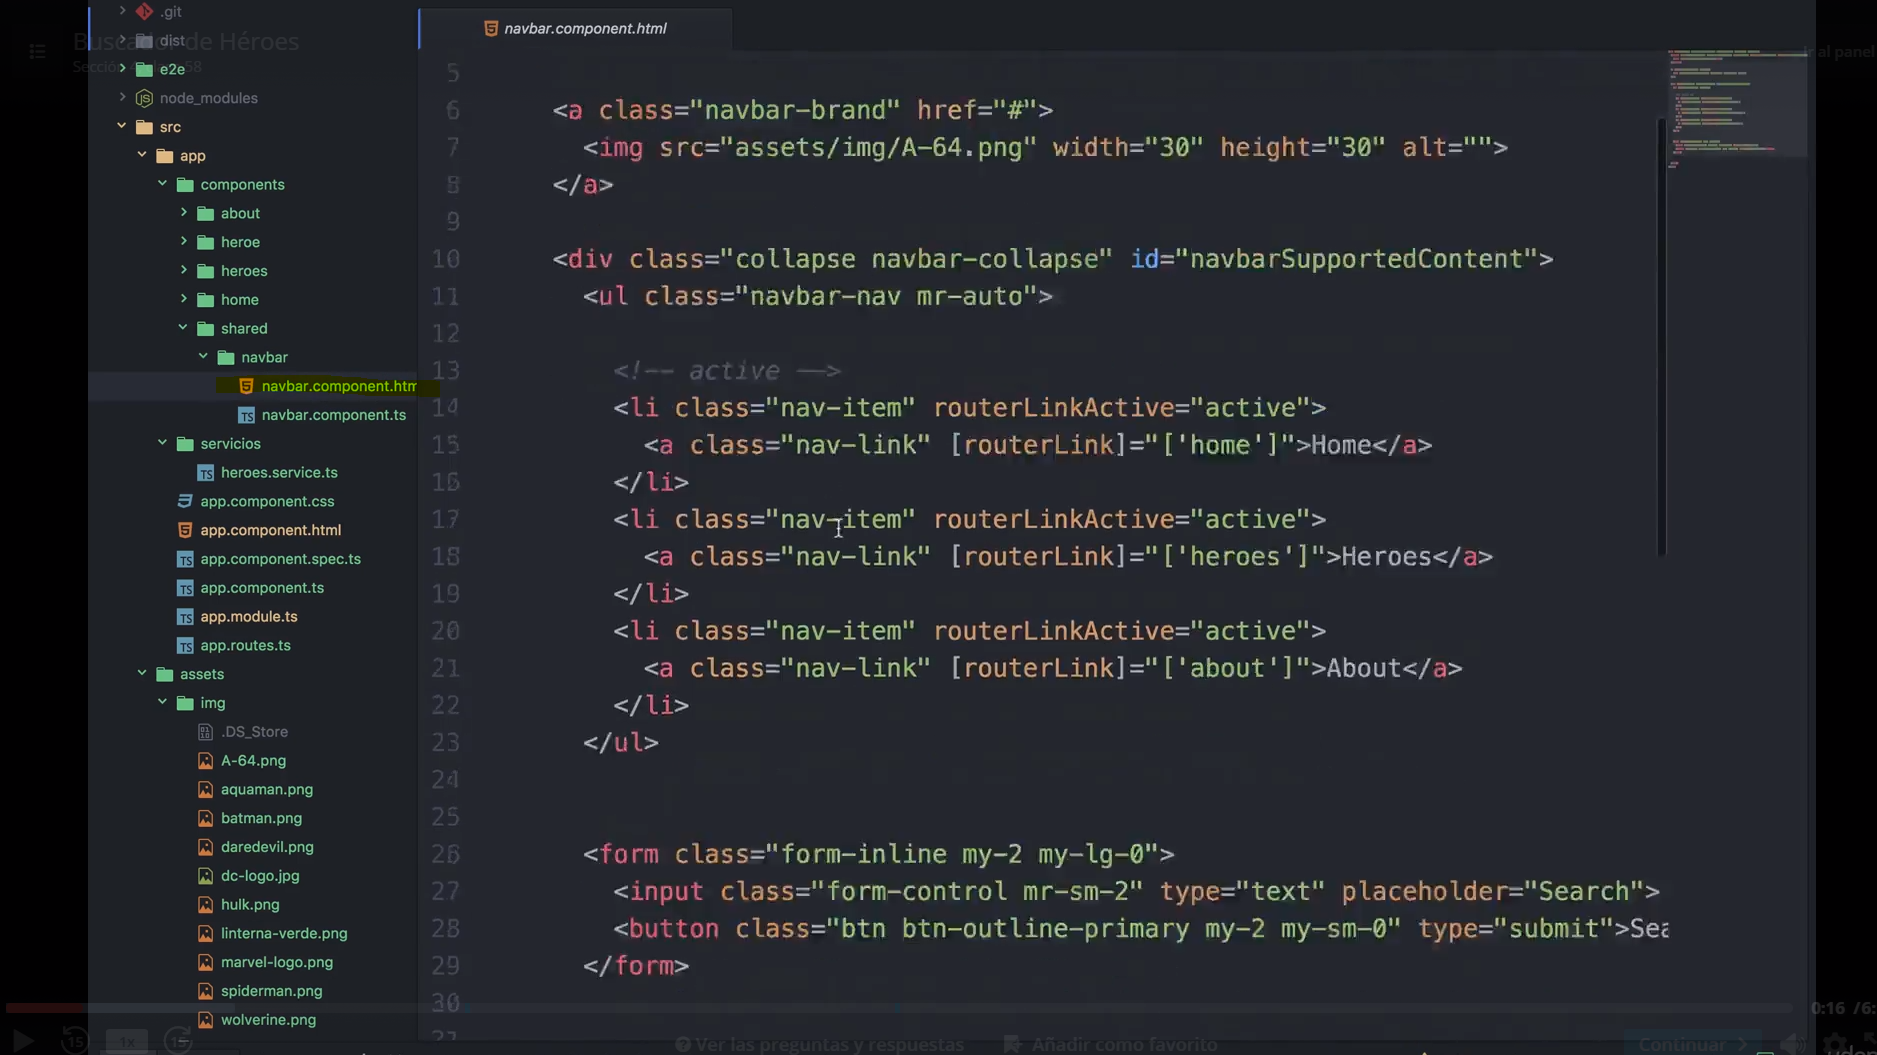 .git
Buscador de Héroes
dist
e2e
node_modules
src
app
components
about
heroe
heroes
home
shared
navbar
navbar.component.htm
navbar.component.ts
servicios
heroes.service.ts
app.component.css
app.component.html
app.component.spec.ts
app.component.ts
app.module.ts
app.routes.ts
assets
img
.DS_Store
A-64.png
aquaman.png
batman.png
daredevil.png
dc-logo.jpg
hulk.png
linterna-verde.png
marvel-logo.png
spiderman.png
wolverine.png
navbar.component.html
al panel
5
6 <a class="navbar-brand" href="#">
7 <img src="assets/img/A-64.png" width="30" height="30" alt="">
8 </a>
9
10 <div class="collapse navbar-collapse" id="navbarSupportedContent">
11 <ul class="navbar-nav mr-auto">
12
13 <!-- active -->
14 <li class="nav-item" routerLinkActive="active">
15 <a class="nav-link" [routerLink]="['home']">Home</a>
16 </li>
17 <li class="nav-item" routerLinkActive="active">
18 <a class="nav-link" [routerLink]="['heroes']">Heroes</a>
19 </li>
20 <li class="nav-item" routerLinkActive="active">
21 <a class="nav-link" [routerLink]="['about']">About</a>
22 </li>
23 </ul>
24
25
26 <form class="form-inline my-2 my-lg-0">
27 <input class="form-control mr-sm-2" type="text" placeholder="Search">
28 <button class="btn btn-outline-primary my-2 my-sm-0" type="submit">Sea
29 </form>
30
0:16 /6:
15 1x 15
Ver las preguntas y respuestas
Añadir como favorito
Continuar